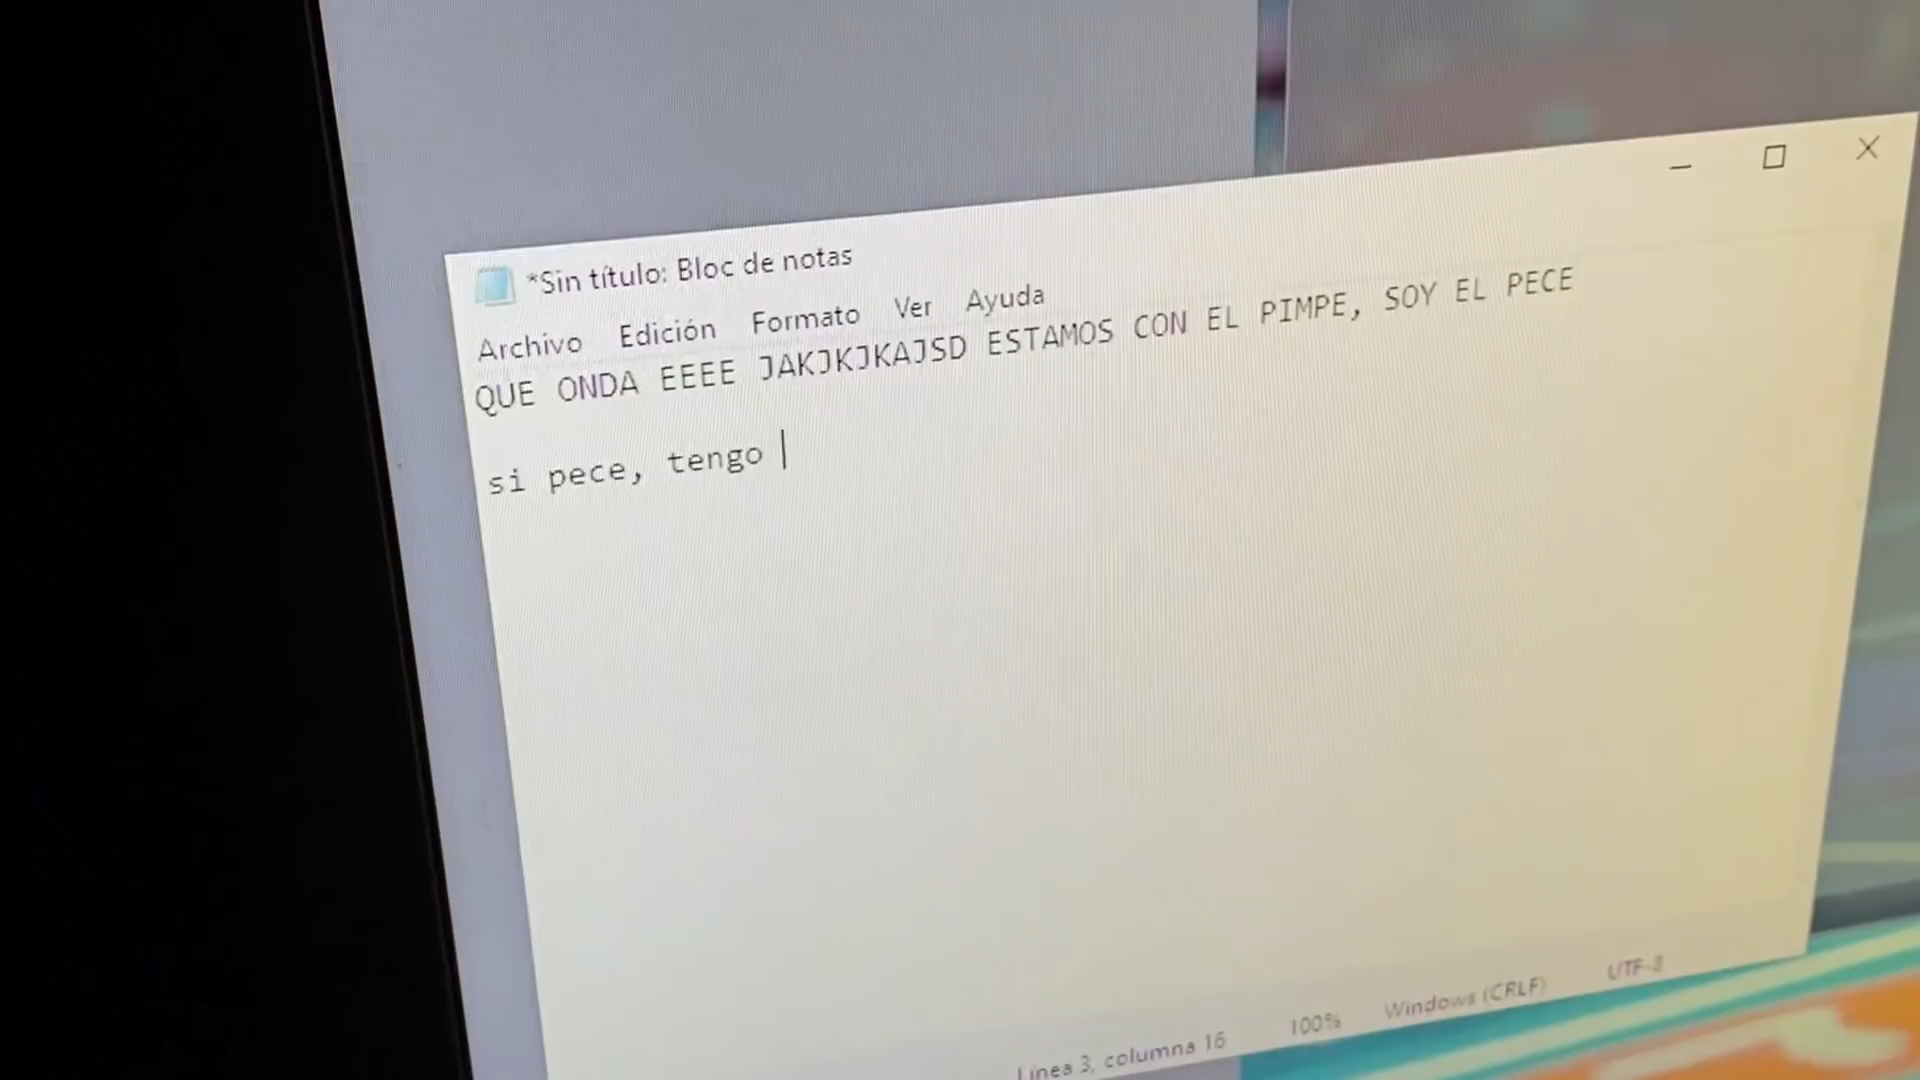 *Sin título: Bloc de notas
Archivo Edición Formato Ver Ayuda
QUE ONDA EEEE JAKJKJKAJSD ESTAMOS CON EL PIMPE, SOY EL PECE
si pece, tengo
Línea 3, columna 16 100% Windows (CRLF) UTF-8